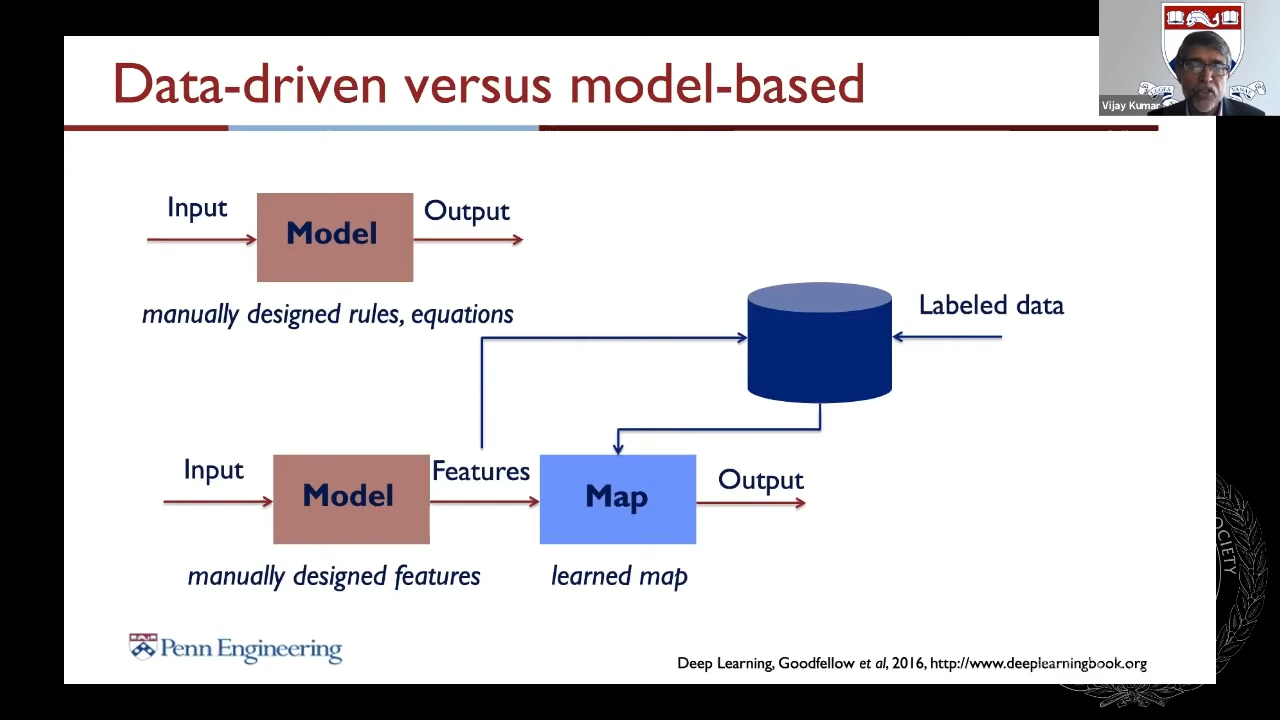 Data-driven versus model-based
Vijay Kumar
Input
Model
Output
manually designed rules, equations
Labeled data
Input
Model
Features
Map
Output
manually designed features
learned map
Penn Engineering
Deep Learning, Goodfellow et al, 2016, http://www.deeplearningbook.org
SOCIETY